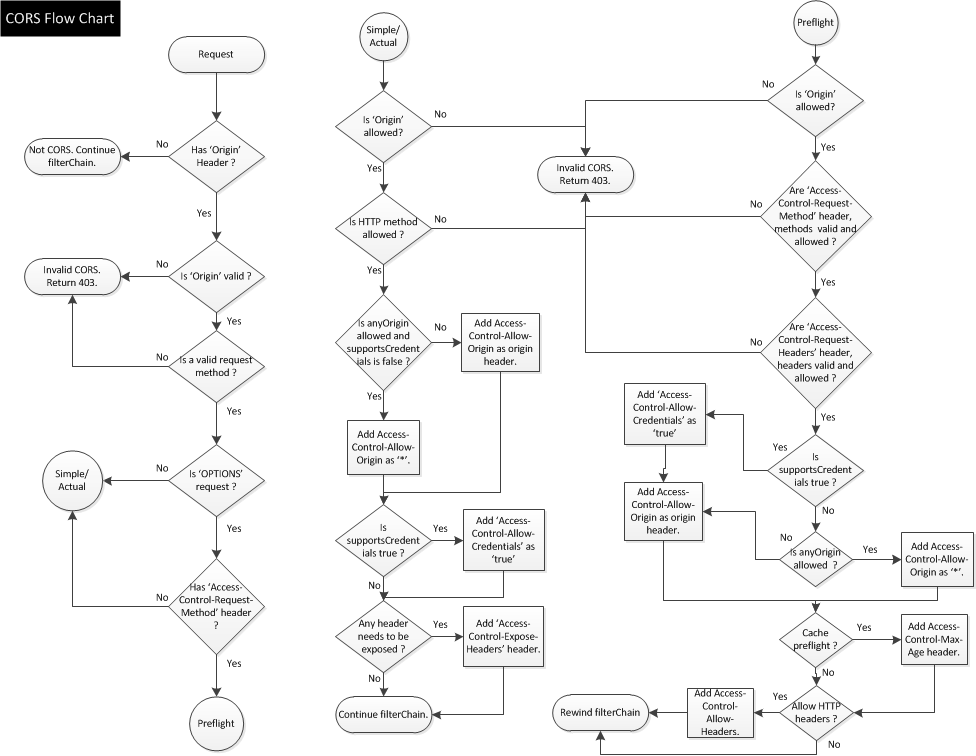 CORS Flow Chart
Request
Has 'Origin'
Header ?
No
Not CORS. Continue
filterChain.
Yes
Is 'Origin' valid ?
No
Invalid CORS.
Return 403.
Yes
Is a valid request
method ?
No
Yes
Is 'OPTIONS'
request ?
No
Simple/
Actual
Yes
Has 'Access-
Control-Request-
Method' header
?
No
Yes
Preflight
Simple/
Actual
Is 'Origin'
allowed?
No
Yes
Invalid CORS.
Return 403.
Is HTTP method
allowed ?
No
Yes
Is anyOrigin
allowed and
supportsCredent
ials is false ?
No
Add Access-
Control-Allow-
Origin as origin
header.
Yes
Add Access-
Control-Allow-
Origin as '*'.
Is
supportsCredent
ials true ?
Yes
Add 'Access-
Control-Allow-
Credentials' as
'true'
No
Any header
needs to be
exposed ?
Yes
Add 'Access-
Control-Expose-
Headers' header.
No
Continue filterChain.
Preflight
Is 'Origin'
allowed?
No
Yes
Are 'Access-
Control-Request-
Method' header,
methods valid and
allowed ?
No
Yes
Are 'Access-
Control-Request-
Headers' header,
headers valid and
allowed ?
No
Yes
Is
supportsCredent
ials true ?
Yes
Add 'Access-
Control-Allow-
Credentials' as
'true'
No
Add Access-
Control-Allow-
Origin as origin
header.
Is anyOrigin
allowed ?
No
Yes
Add Access-
Control-Allow-
Origin as '*'.
Cache
preflight ?
Yes
Add Access-
Control-Max-
Age header.
No
Allow HTTP
headers ?
Yes
Add Access-
Control-
Allow-
Headers.
No
Rewind filterChain